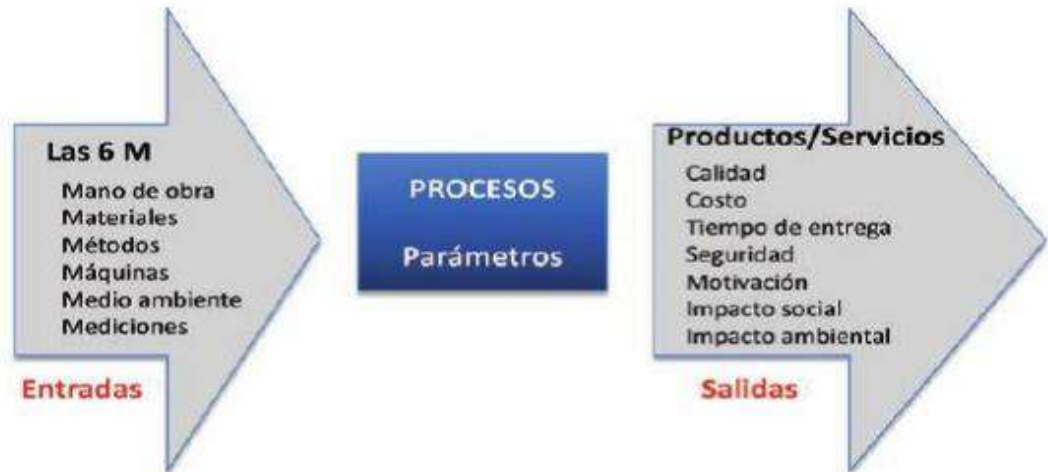 Las 6 M
Mano de obra
Materiales
Métodos
Máquinas
Medio ambiente
Mediciones
Entradas
PROCESOS
Parámetros
Productos/Servicios
Calidad
Costo
Tiempo de entrega
Seguridad
Motivación
Impacto social
Impacto ambiental
Salidas